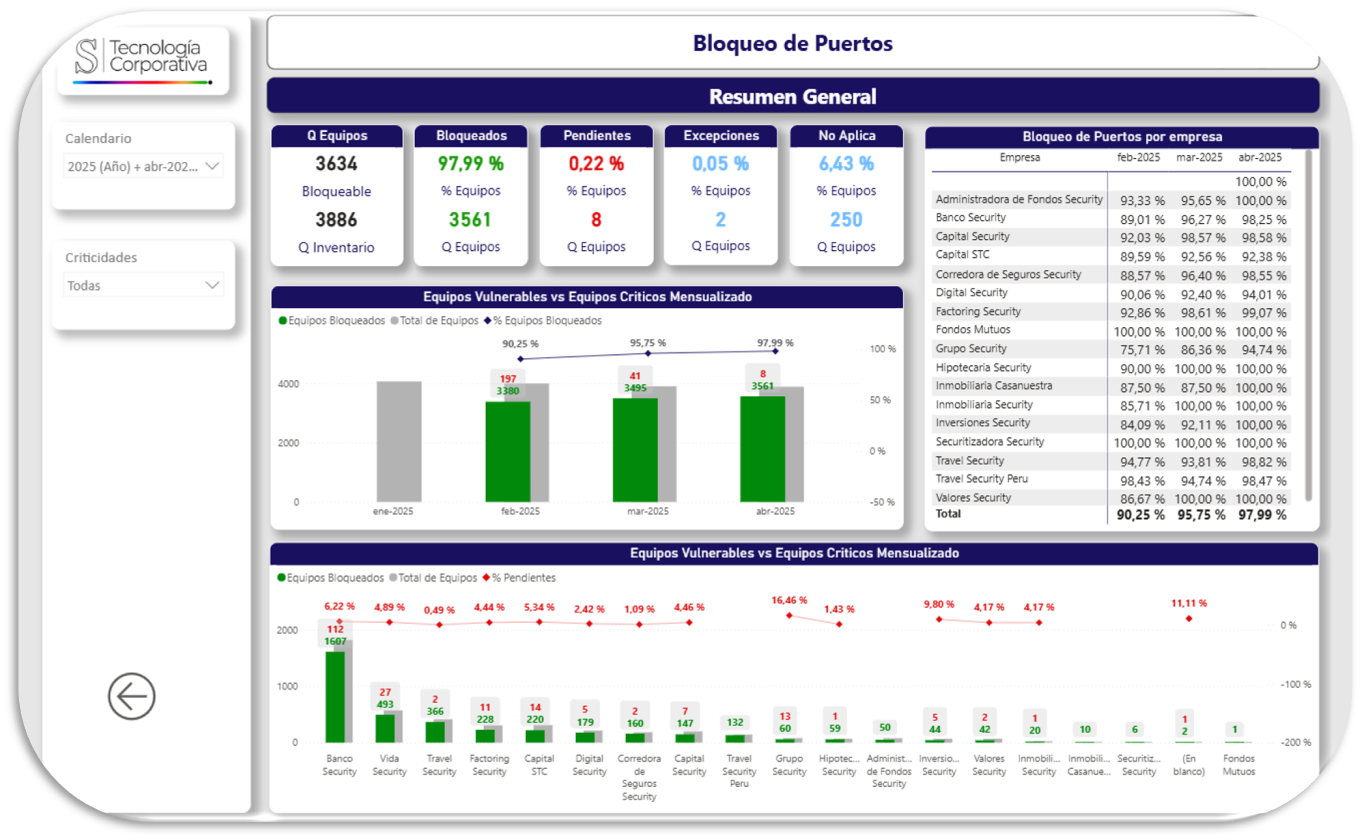 S Tecnología
Corporativa
Calendario
2025 (Año) + abr-202...
Criticidades
Todas
Bloqueo de Puertos
Resumen General
Q Equipos
3634
Bloqueable
3886
Q Inventario
Bloqueados
97,99 %
% Equipos
3561
Q Equipos
Pendientes
0,22 %
% Equipos
8
Q Equipos
Excepciones
0,05 %
% Equipos
2
Q Equipos
No Aplica
6,43 %
% Equipos
250
Q Equipos
Bloqueo de Puertos por empresa
Empresa feb-2025 mar-2025 abr-2025
100,00 %
Administradora de Fondos Security 93,33 % 95,65 % 100,00 %
Banco Security 89,01 % 96,27 % 98,25 %
Capital Security 92,03 % 98,57 % 98,58 %
Capital STC 89,59 % 92,56 % 92,38 %
Corredora de Seguros Security 88,57 % 96,40 % 98,55 %
Digital Security 90,06 % 92,40 % 94,01 %
Factoring Security 92,86 % 98,61 % 99,07 %
Fondos Mutuos 100,00 % 100,00 % 100,00 %
Grupo Security 75,71 % 86,36 % 94,74 %
Hipotecaria Security 90,00 % 100,00 % 100,00 %
Inmobiliaria Casanuestra 87,50 % 87,50 % 100,00 %
Inmobiliaria Security 85,71 % 100,00 % 100,00 %
Inversiones Security 84,09 % 92,11 % 100,00 %
Securitizadora Security 100,00 % 100,00 % 100,00 %
Travel Security 94,77 % 93,81 % 98,82 %
Travel Security Peru 98,43 % 94,74 % 98,47 %
Valores Security 86,67 % 100,00 % 100,00 %
Total 90,25 % 95,75 % 97,99 %
Equipos Vulnerables vs Equipos Criticos Mensualizado
Equipos Bloqueados Total de Equipos % Equipos Bloqueados
90,25 % 95,75 % 97,99 %
100 %
197 41 8
4000 3380 3495 3561
50 %
2000
0 %
0 -50 %
ene-2025 feb-2025 mar-2025 abr-2025
Equipos Vulnerables vs Equipos Criticos Mensualizado
Equipos Bloqueados Total de Equipos % Pendientes
6,22 % 4,89 % 0,49 % 4,44 % 5,34 % 2,42 % 1,09 % 4,46 % 16,46 % 1,43 % 9,80 % 4,17 % 4,17 % 11,11 %
2000 0 %
112 27 2 11 14 5 2 7 13 1 5 2 1 1
1607 493 366 228 220 179 160 147 132 60 59 50 44 42 20 10 6 2 1
1000 -100 %
0 -200 %
Banco Vida Travel Factoring Capital Digital Corredora Capital Travel Grupo Hipotec... Administ... Inversio... Valores Inmobili... Inmobili... Securitiz... (En Fondos
Security Security Security Security STC Security de Security Security Security Security de Fondos Security Security Security Casanue... Security blanco) Mutuos
Seguros Peru Security
Security